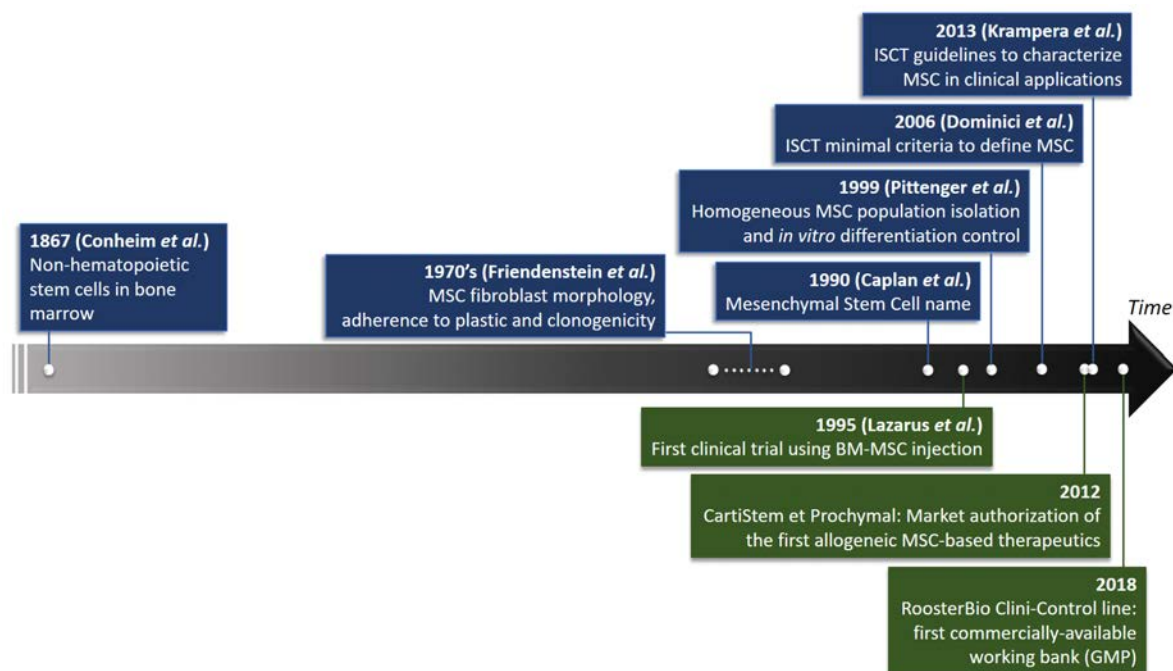 2013 (Krampera et al.)
ISCT guidelines to characterize
MSC in clinical applications
2006 (Dominici et al.)
ISCT minimal criteria to define MSC
1999 (Pittenger et al.)
Homogeneous MSC population isolation
and in vitro differentiation control
1867 (Conheim et al.)
Non-hematopoietic
stem cells in bone
marrow
1970's (Friendenstein et al.)
MSC fibroblast morphology,
adherence to plastic and clonogenicity
1990 (Caplan et al.)
Mesenchymal Stem Cell name
Time
1995 (Lazarus et al.)
First clinical trial using BM-MSC injection
2012
CartiStem et Prochymal: Market authorization of
the first allogeneic MSC-based therapeutics
2018
RoosterBio Clini-Control line:
first commercially-available
working bank (GMP)